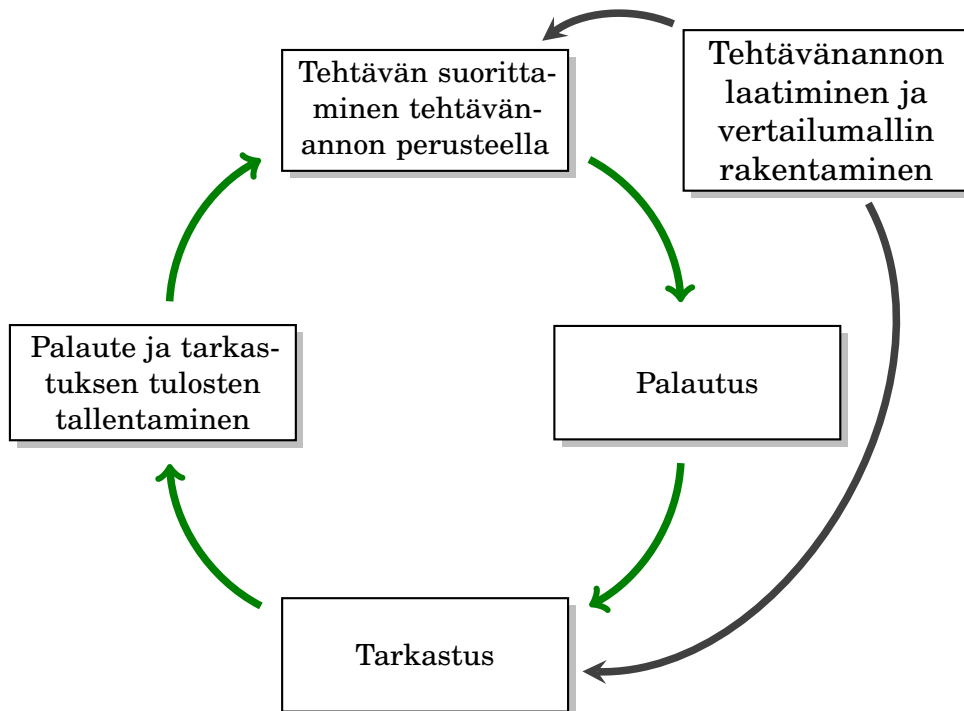 Tehtävän suoritta-
minen tehtävän-
annon perusteella
Tehtävänannon
laatiminen ja
vertailumallin
rakentaminen
Palaute ja tarkas-
tuksen tulosten
tallentaminen
Palautus
Tarkastus